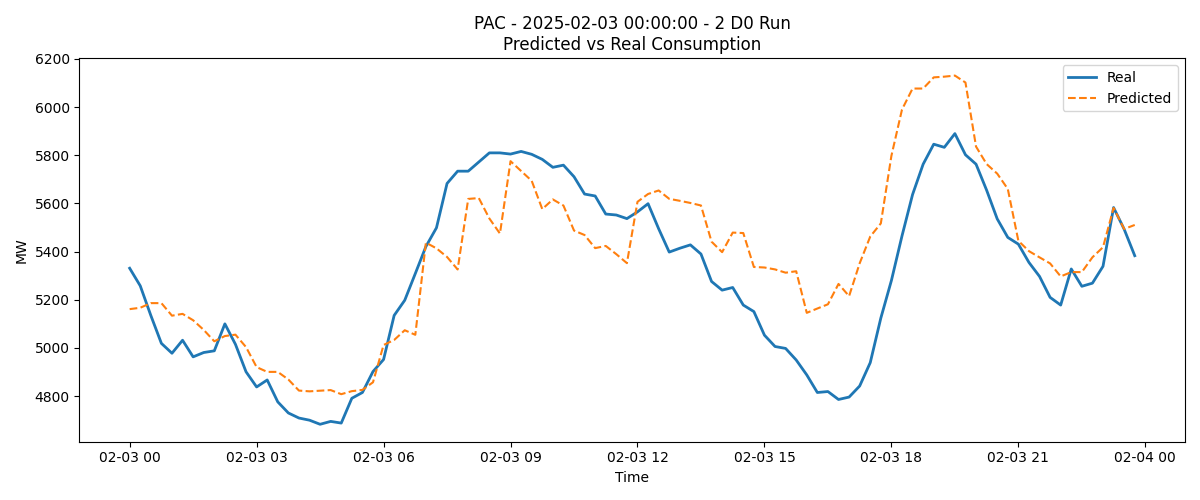 PAC - 2025-02-03 00:00:00 - 2 D0 Run
Predicted vs Real Consumption
6200
6000
5800
5600
5400
5200
5000
4800
MW
Real
Predicted
02-03 00
02-03 03
02-03 06
02-03 09
02-03 12
02-03 15
02-03 18
02-03 21
02-04 00
Time